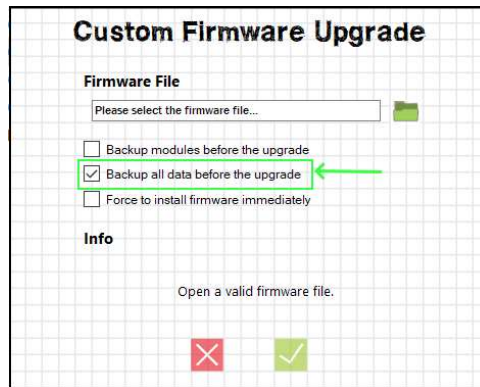 Custom Firmware Upgrade
Firmware File
Please select the firmware file...
Backup modules before the upgrade
Backup all data before the upgrade
Force to install firmware immediately
Info
Open a valid firmware file.